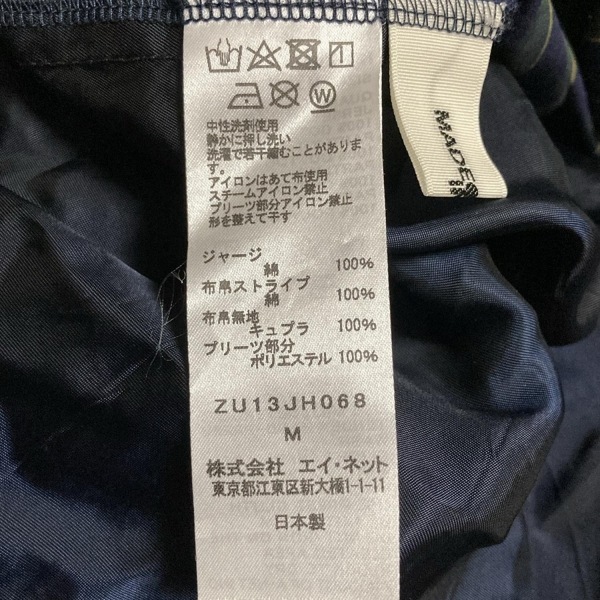 中性洗剤使用
静かに押し洗い
洗濯で若干縮むことがありま
す。
アイロンはあて布使用
スチームアイロン禁止
プリーツ部分アイロン禁止
形を整えて干す
ジャージ
綿 100%
布帛ストライプ
綿 100%
布帛無地
キュプラ 100%
プリーツ部分
ポリエステル 100%
ZU13JH068
M
株式会社 エイ・ネット
東京都江東区新大橋1-1-11
日本製
MADE